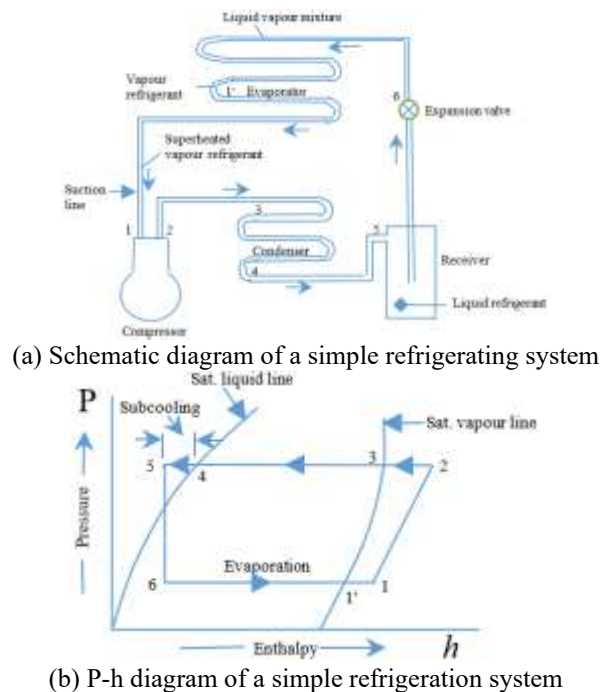 Liquid vapour mixture
Vapour
refrigerant
1'
Evaporator
6
Expansion valve
Superheated
vapour refrigerant
Suction
line
1
2
3
5
Condenser
4
Receiver
Liquid refrigerant
Compressor
(a) Schematic diagram of a simple refrigerating system
P
Sat. liquid line
Subcooling
Sat. vapour line
5
4
3
2
Pressure
Evaporation
6
1'
1
Enthalpy
h
(b) P-h diagram of a simple refrigeration system